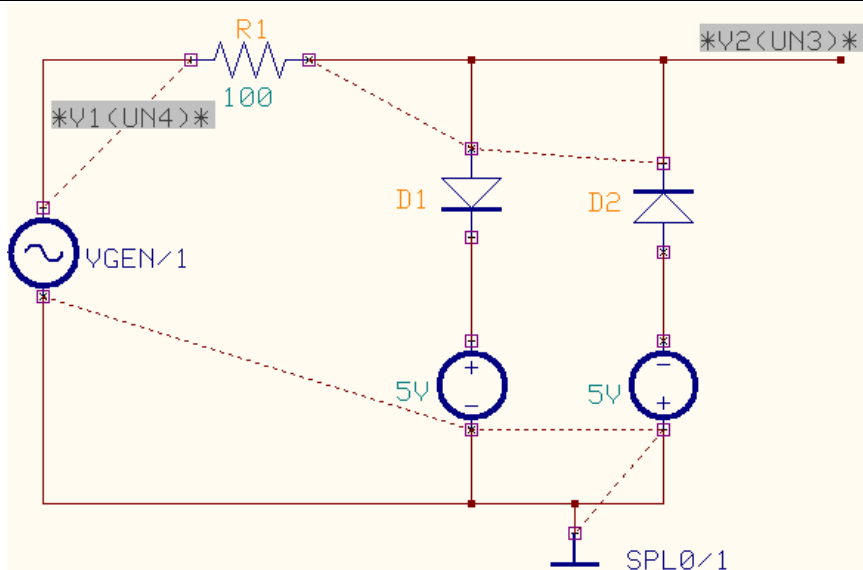 R1
*V2(UN3)*
100
*V1(UN4)*
D1
D2
VGEN/1
+
-
5V
-
5V
+
SPL0/1